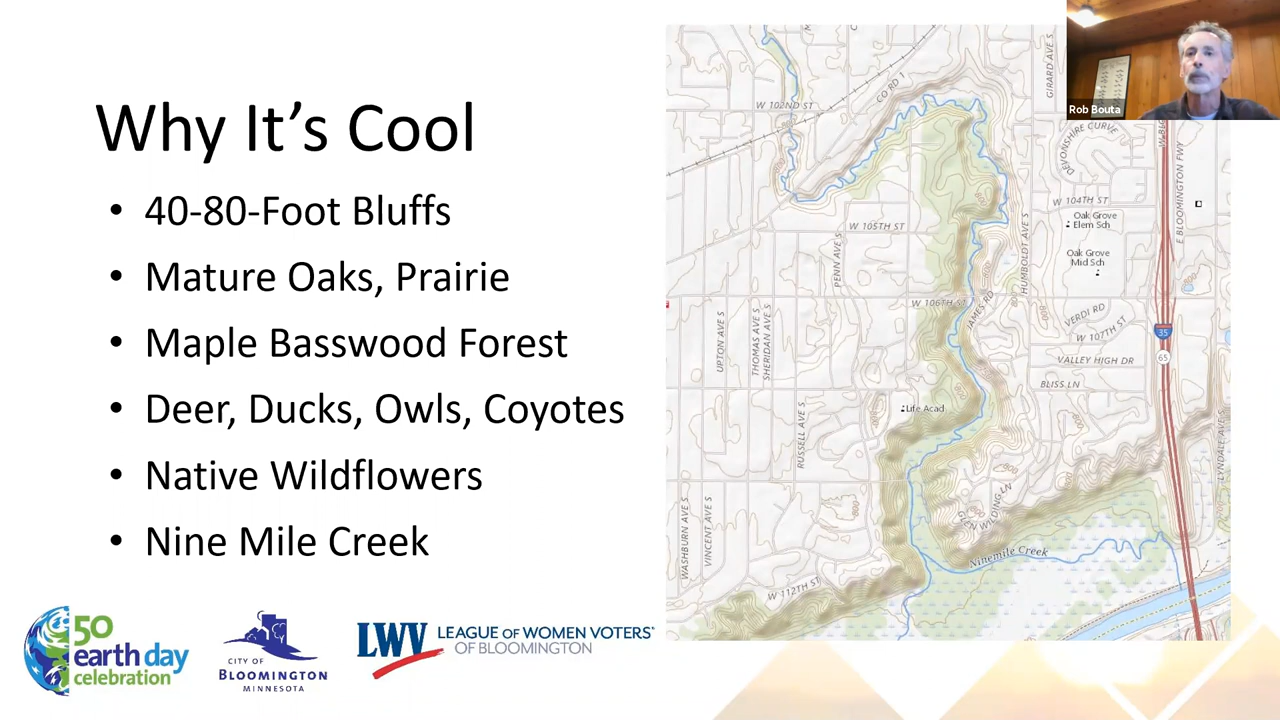 Why It's Cool
• 40-80-Foot Bluffs
• Mature Oaks, Prairie
• Maple Basswood Forest
• Deer, Ducks, Owls, Coyotes
• Native Wildflowers
• Nine Mile Creek
50
earth day
celebration
CITY OF
BLOOMINGTON
MINNESOTA
LWV
LEAGUE OF WOMEN VOTERS
OF BLOOMINGTON
Rob Bouta
W 102ND ST
CO RD 1
GIRARD AVE S
DEVONSHIRE CURVE
E BLOOMINGTON FWY
W 104TH ST
Oak Grove
Elem Sch
W 105TH ST
PENN AVE S
HUMBOLDT AVE S
Oak Grove
Mid Sch
W 106TH ST
JAMES RD
800
VERDI RD
W 107TH ST
UPTON AVE S
THOMAS AVE S
SHERIDAN AVE S
35
65
VALLEY HIGH DR
BLISS LN
Life Acad
RUSSELL AVE S
LYNDALE AVE S
GLEN WILDING LN
WASHBURN AVE S
VINCENT AVE S
Ninemile Creek
W 112TH ST